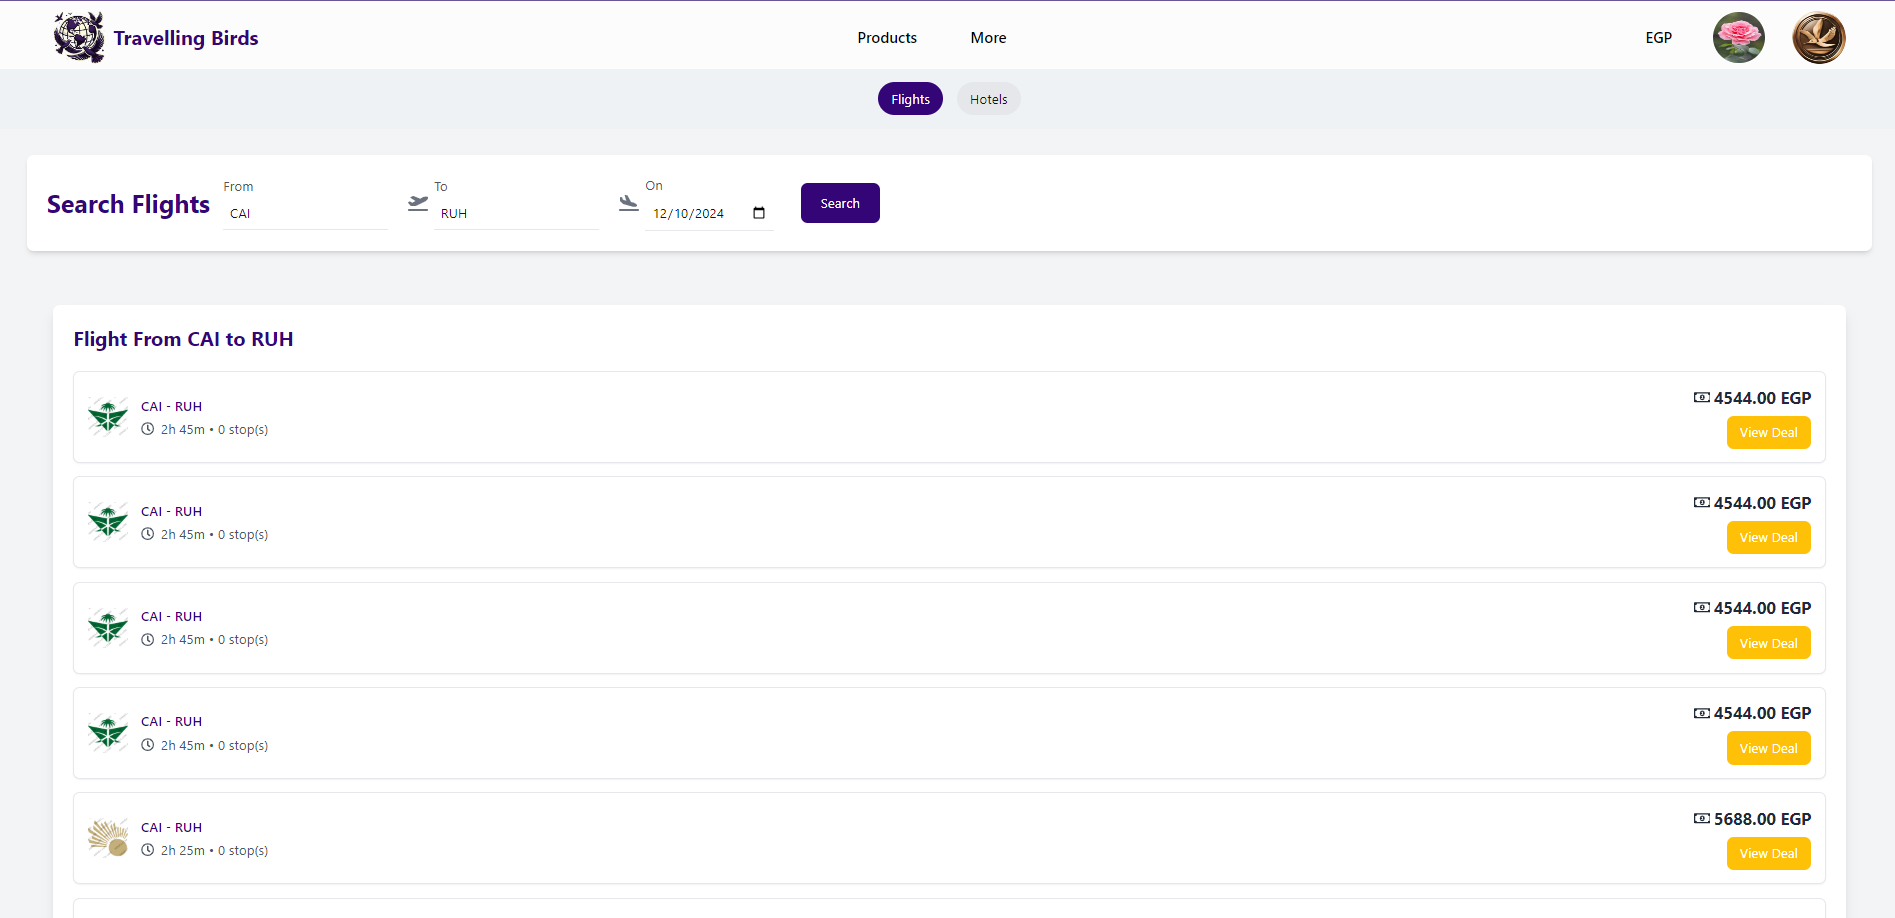 Travelling Birds
Products
More
EGP
Flights
Hotels
Search Flights
From
CAI
To
RUH
On
12/10/2024
Search
Flight From CAI to RUH
CAI - RUH
2h 45m • 0 stop(s)
4544.00 EGP
View Deal
CAI - RUH
2h 45m • 0 stop(s)
4544.00 EGP
View Deal
CAI - RUH
2h 45m • 0 stop(s)
4544.00 EGP
View Deal
CAI - RUH
2h 45m • 0 stop(s)
4544.00 EGP
View Deal
CAI - RUH
2h 25m • 0 stop(s)
5688.00 EGP
View Deal